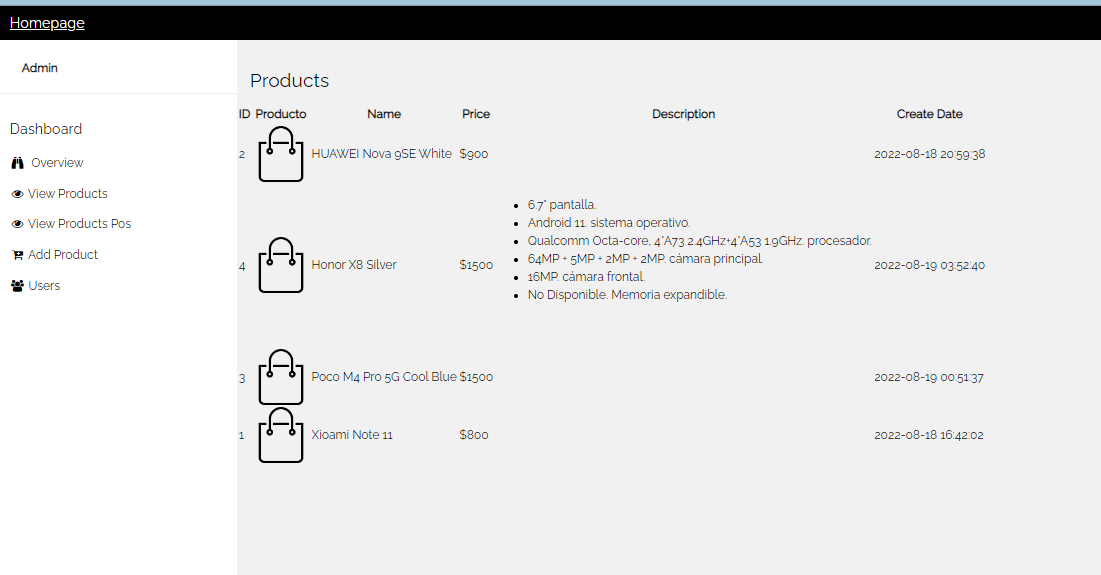 Homepage
Admin
Dashboard
Overview
View Products
View Products Pos
Add Product
Users
Products
ID Producto Name Price Description Create Date
2 HUAWEI Nova 9SE White $900 2022-08-18 20:59:38
4 Honor X8 Silver $1500 2022-08-19 03:52:40
6.7" pantalla.
Android 11. sistema operativo.
Qualcomm Octa-core, 4*A73 2.4GHz+4*A53 1.9GHz. procesador.
64MP + 5MP + 2MP + 2MP. cámara principal.
16MP. cámara frontal.
No Disponible. Memoria expandible.
3 Poco M4 Pro 5G Cool Blue $1500 2022-08-19 00:51:37
1 Xioami Note 11 $800 2022-08-18 16:42:02